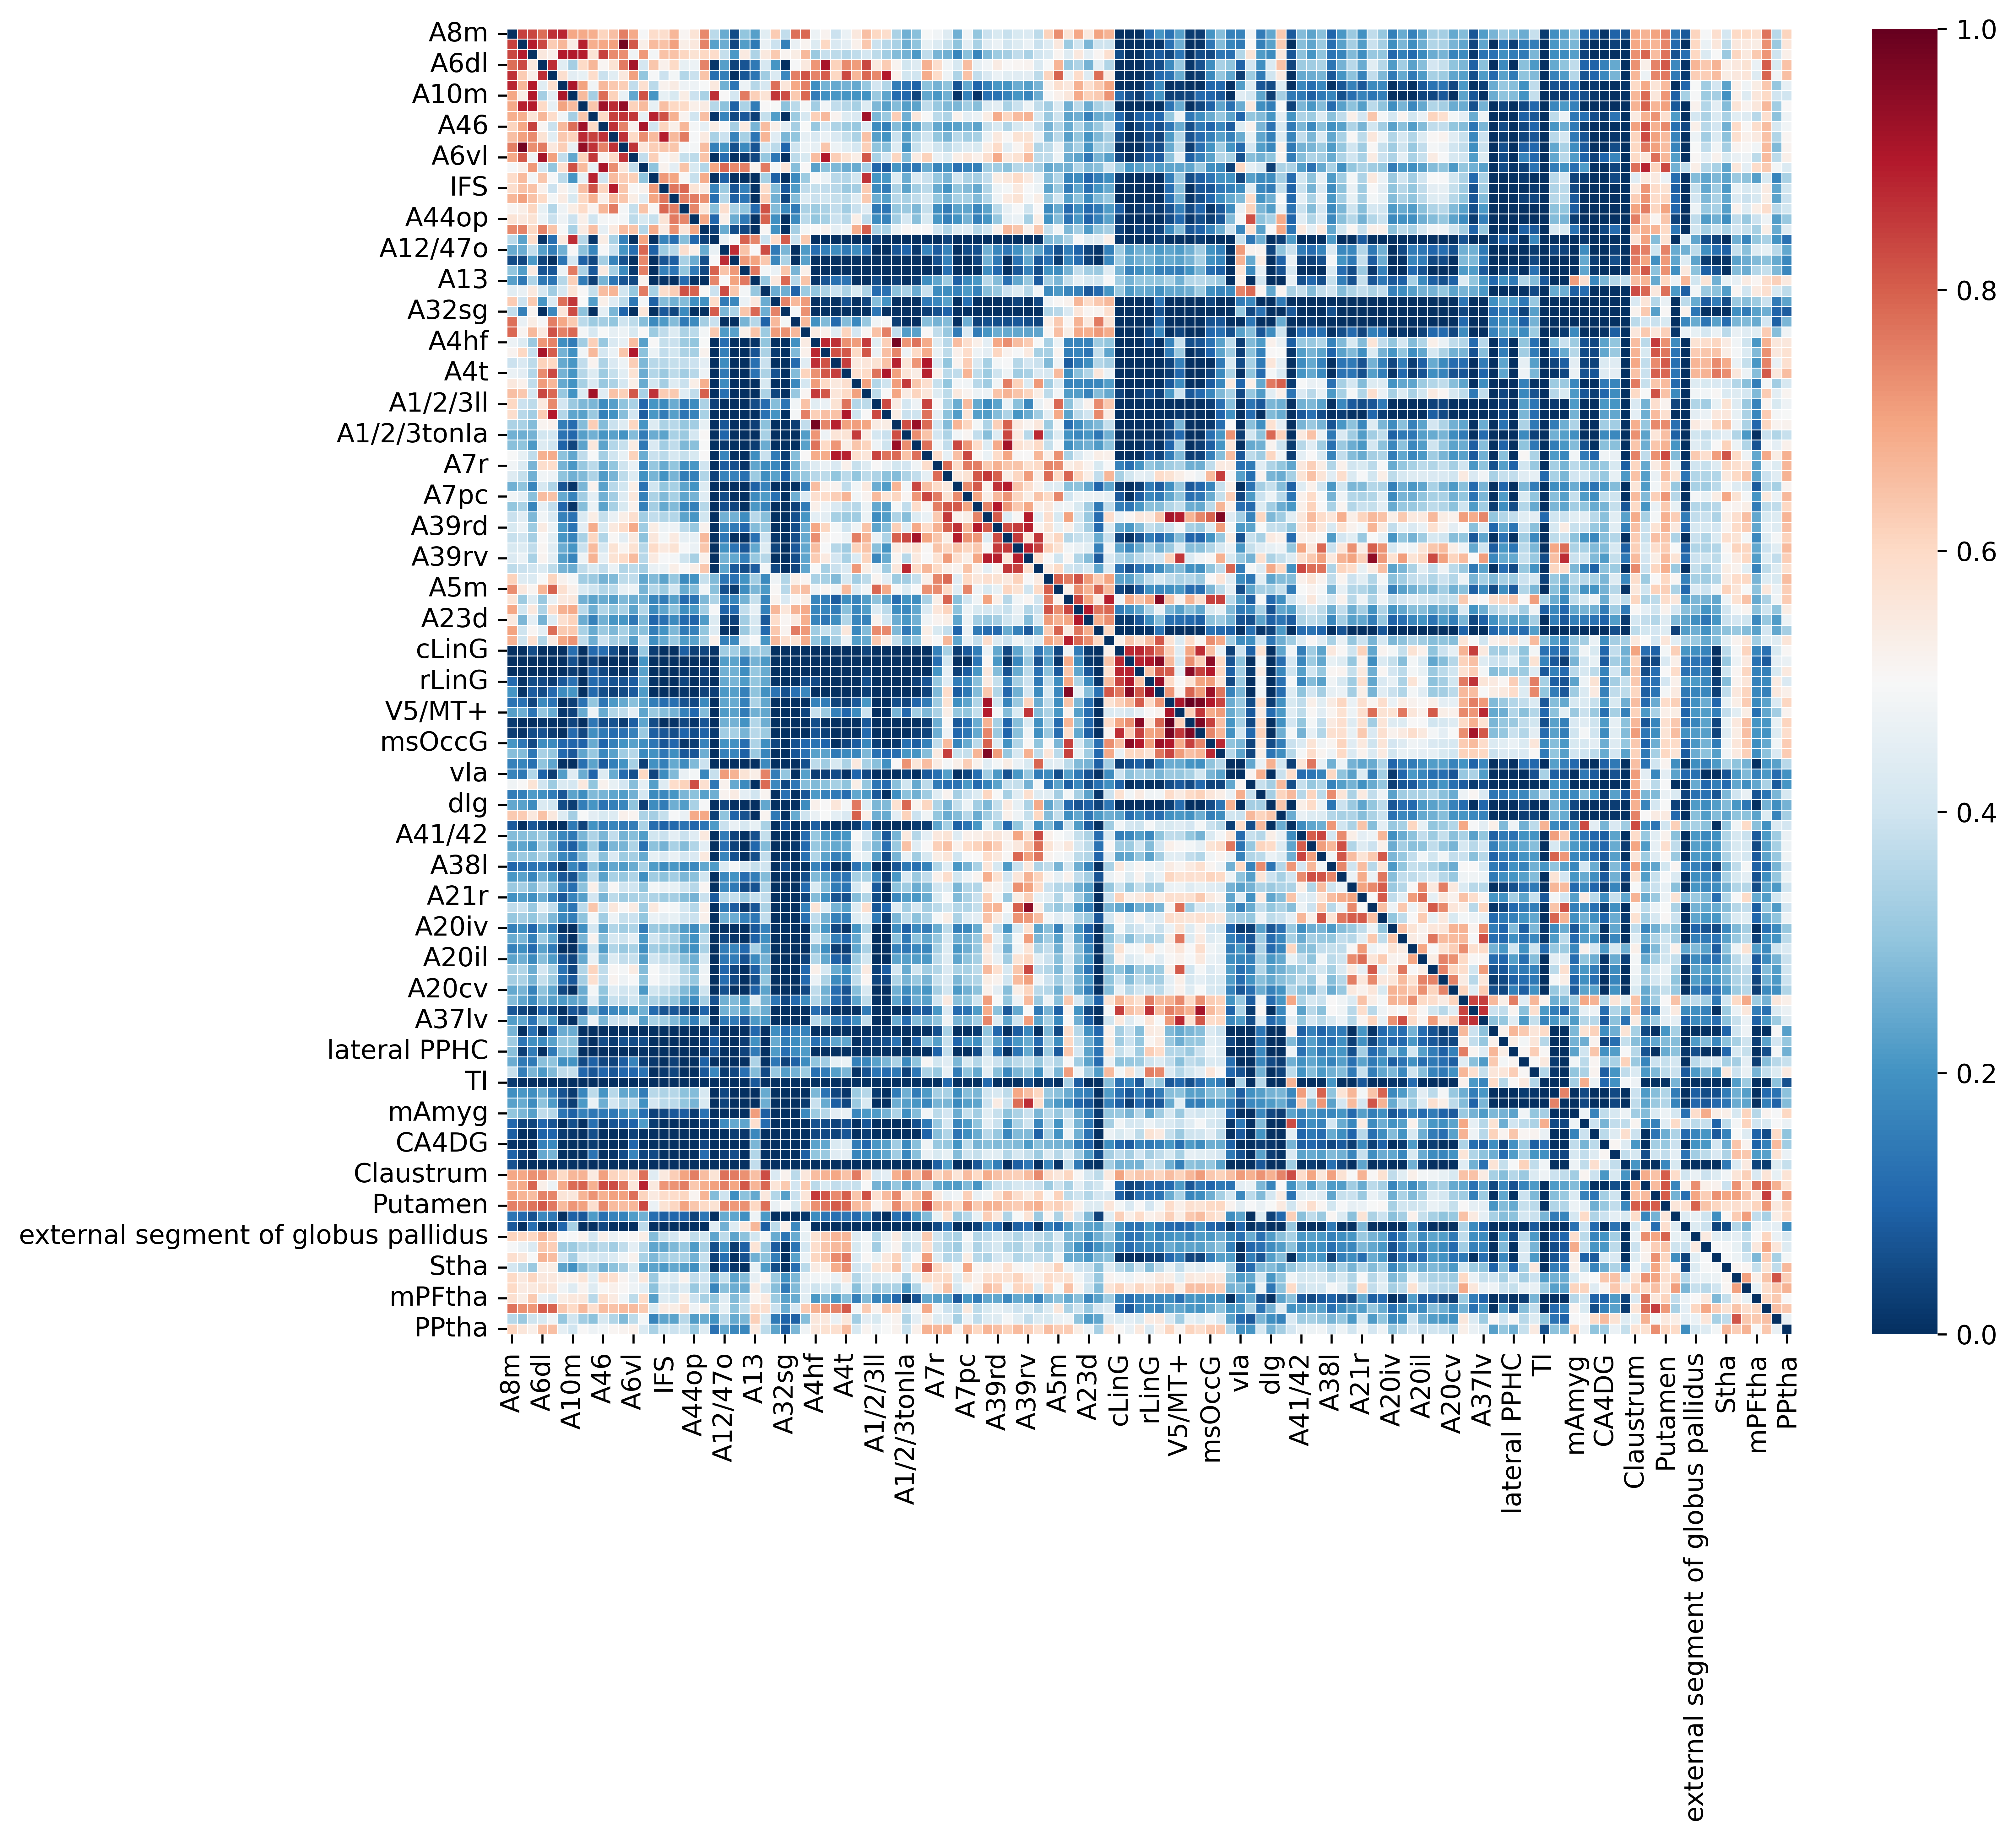 A8m
A6dl
A10m
A46
A6vl
IFS
A44op
A12/47o
A13
A32sg
A4hf
A4t
A1/2/3ll
A1/2/3tonIa
A7r
A7pc
A39rd
A39rv
A5m
A23d
cLinG
rLinG
V5/MT+
msOccG
vIa
dIg
A41/42
A38l
A21r
A20iv
A20il
A20cv
A37lv
lateral PPHC
TI
mAmyg
CA4DG
Claustrum
Putamen
external segment of globus pallidus
Stha
mPFtha
PPtha
A8m
A6dl
A10m
A46
A6vl
IFS
A44op
A12/47o
A13
A32sg
A4hf
A4t
A1/2/3ll
A1/2/3tonIa
A7r
A7pc
A39rd
A39rv
A5m
A23d
cLinG
rLinG
V5/MT+
msOccG
vIa
dIg
A41/42
A38l
A21r
A20iv
A20il
A20cv
A37lv
lateral PPHC
TI
mAmyg
CA4DG
Claustrum
Putamen
external segment of globus pallidus
Stha
mPFtha
PPtha
1.0
0.8
0.6
0.4
0.2
0.0